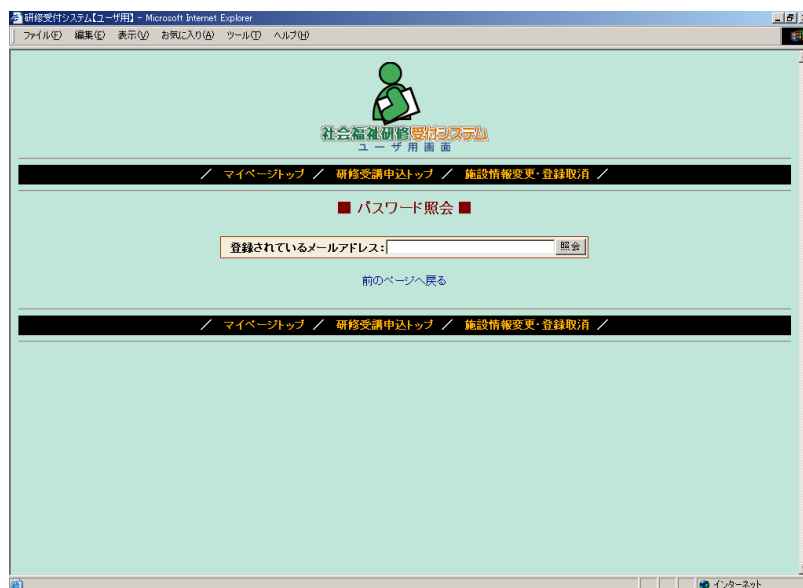 研修受付システム【ユーザ用】 - Microsoft Internet Explorer
ファイル(F) 編集(E) 表示(V) お気に入り(A) ツール(T) ヘルプ(H)
社会福祉研修受付システム
ユーザ用画面
／ マイページトップ ／ 研修受講申込トップ ／ 施設情報変更・登録取消 ／
■ パスワード照会 ■
登録されているメールアドレス: 照会
前のページへ戻る
／ マイページトップ ／ 研修受講申込トップ ／ 施設情報変更・登録取消 ／
インターネット